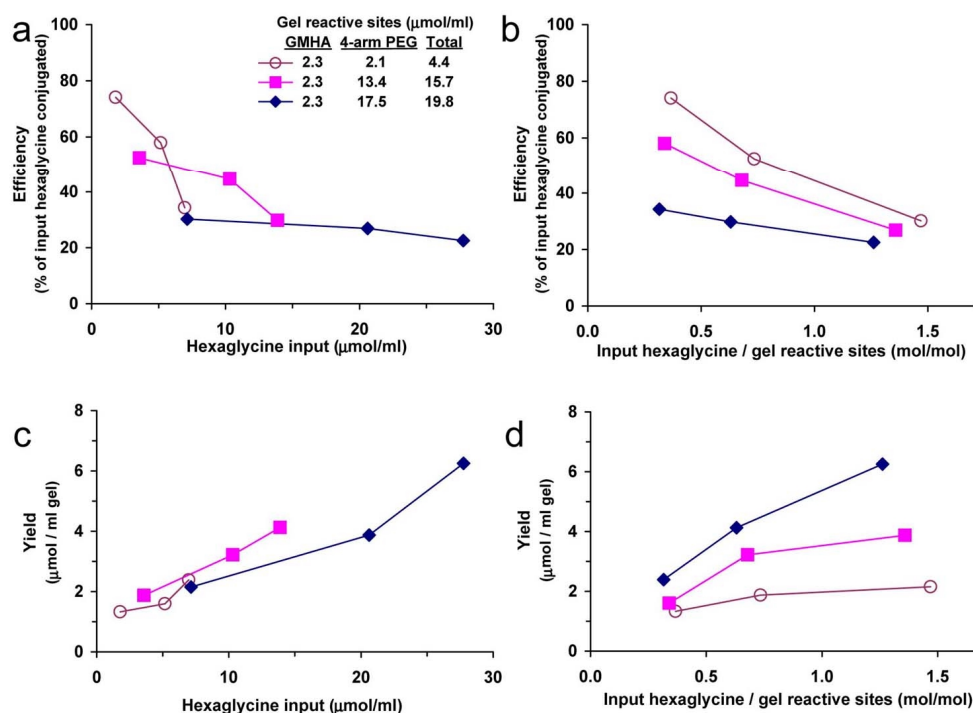 a
Gel reactive sites (μmol/ml)
GMHA 4-arm PEG Total
2.3 2.1 4.4
2.3 13.4 15.7
2.3 17.5 19.8
Efficiency
(% of input hexaglycine conjugated)
100
80
60
40
20
0
0 10 20 30
Hexaglycine input (μmol/ml)
b
Efficiency
(% of input hexaglycine conjugated)
100
80
60
40
20
0
0.0 0.5 1.0 1.5
Input hexaglycine / gel reactive sites (mol/mol)
c
Yield
(μmol / ml gel)
8
6
4
2
0
0 10 20 30
Hexaglycine input (μmol/ml)
d
Yield
(μmol / ml gel)
8
6
4
2
0
0.0 0.5 1.0 1.5
Input hexaglycine / gel reactive sites (mol/mol)